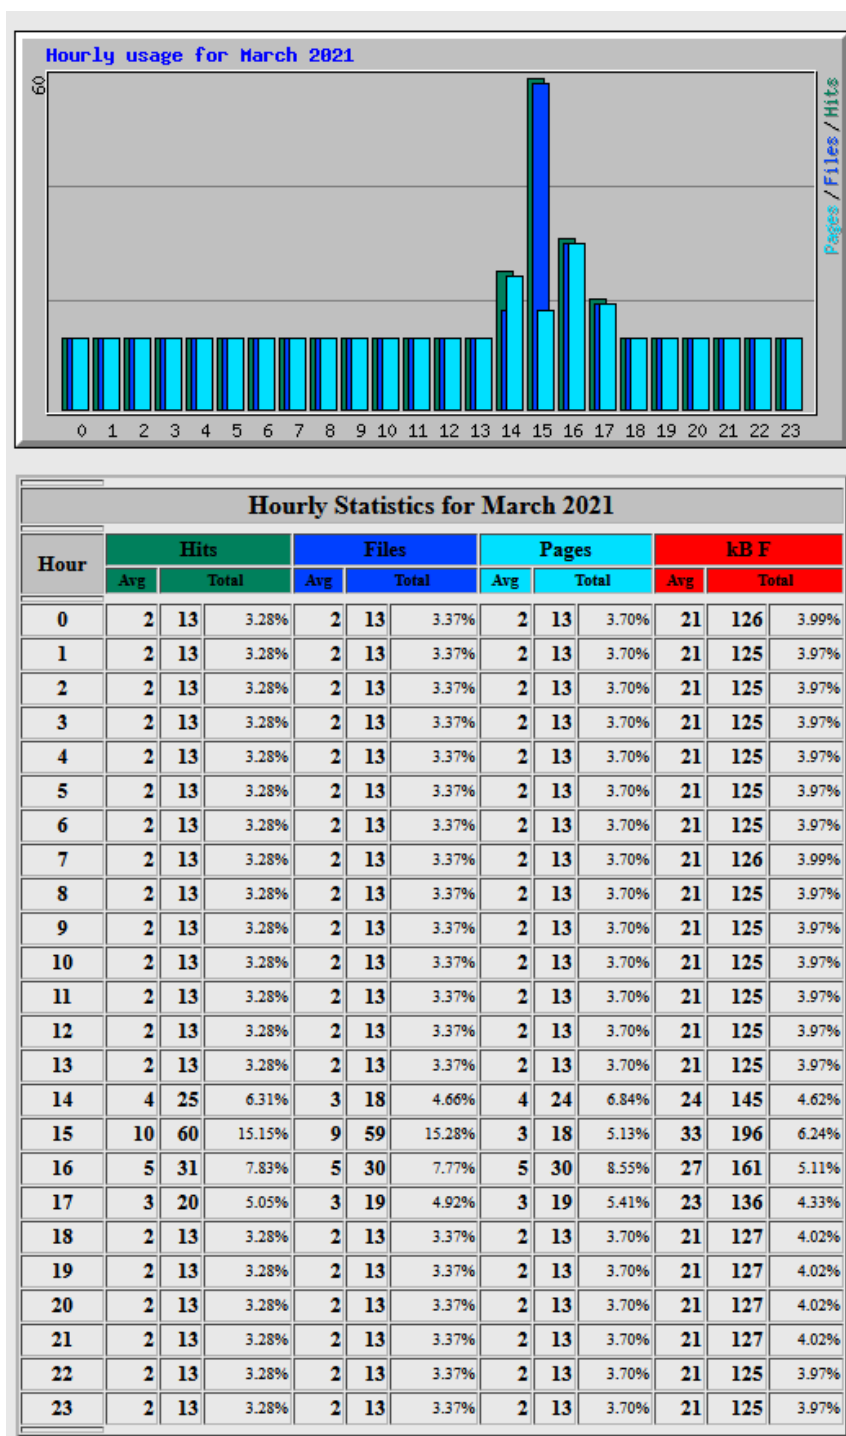 Hourly usage for March 2021
60
Pages / Files / Hits
0 1 2 3 4 5 6 7 8 9 10 11 12 13 14 15 16 17 18 19 20 21 22 23
Hourly Statistics for March 2021
Hour Hits Files Pages kB F
Avg Total Avg Total Avg Total Avg Total
0 2 13 3.28% 2 13 3.37% 2 13 3.70% 21 126 3.99%
1 2 13 3.28% 2 13 3.37% 2 13 3.70% 21 125 3.97%
2 2 13 3.28% 2 13 3.37% 2 13 3.70% 21 125 3.97%
3 2 13 3.28% 2 13 3.37% 2 13 3.70% 21 125 3.97%
4 2 13 3.28% 2 13 3.37% 2 13 3.70% 21 125 3.97%
5 2 13 3.28% 2 13 3.37% 2 13 3.70% 21 125 3.97%
6 2 13 3.28% 2 13 3.37% 2 13 3.70% 21 125 3.97%
7 2 13 3.28% 2 13 3.37% 2 13 3.70% 21 126 3.99%
8 2 13 3.28% 2 13 3.37% 2 13 3.70% 21 125 3.97%
9 2 13 3.28% 2 13 3.37% 2 13 3.70% 21 125 3.97%
10 2 13 3.28% 2 13 3.37% 2 13 3.70% 21 125 3.97%
11 2 13 3.28% 2 13 3.37% 2 13 3.70% 21 125 3.97%
12 2 13 3.28% 2 13 3.37% 2 13 3.70% 21 125 3.97%
13 2 13 3.28% 2 13 3.37% 2 13 3.70% 21 125 3.97%
14 4 25 6.31% 3 18 4.66% 4 24 6.84% 24 145 4.62%
15 10 60 15.15% 9 59 15.28% 3 18 5.13% 33 196 6.24%
16 5 31 7.83% 5 30 7.77% 5 30 8.55% 27 161 5.11%
17 3 20 5.05% 3 19 4.92% 3 19 5.41% 23 136 4.33%
18 2 13 3.28% 2 13 3.37% 2 13 3.70% 21 127 4.02%
19 2 13 3.28% 2 13 3.37% 2 13 3.70% 21 127 4.02%
20 2 13 3.28% 2 13 3.37% 2 13 3.70% 21 127 4.02%
21 2 13 3.28% 2 13 3.37% 2 13 3.70% 21 127 4.02%
22 2 13 3.28% 2 13 3.37% 2 13 3.70% 21 125 3.97%
23 2 13 3.28% 2 13 3.37% 2 13 3.70% 21 125 3.97%